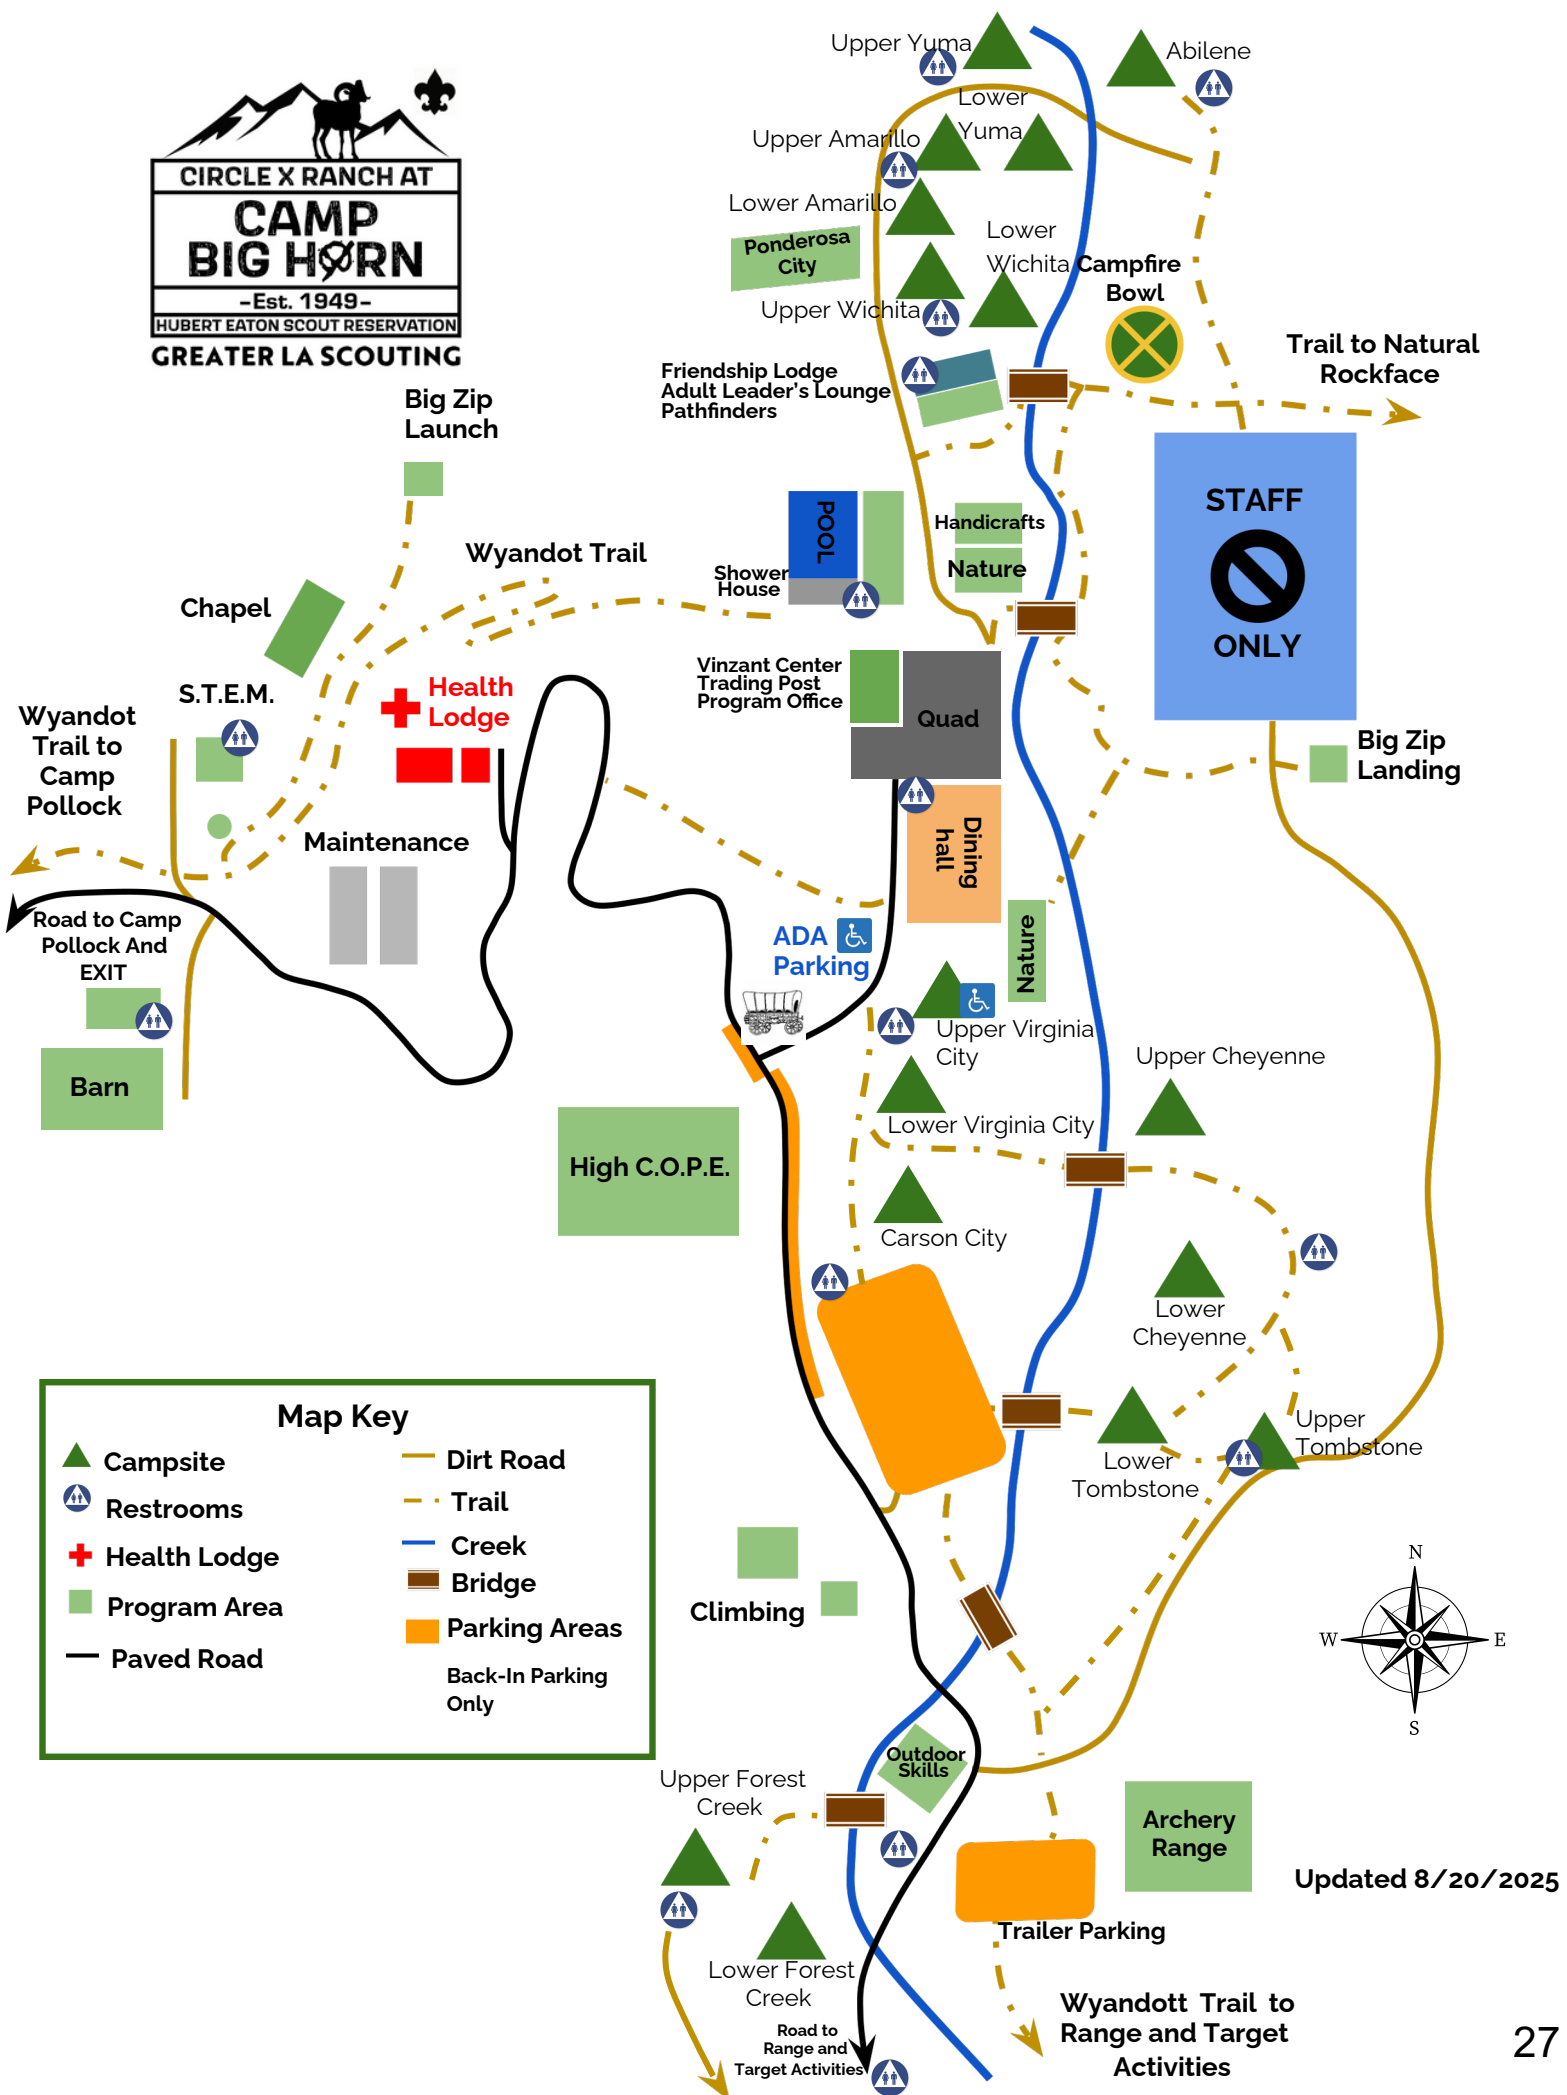 CIRCLE X RANCH AT
CAMP
BIG HORN
-Est. 1949-
HUBERT EATON SCOUT RESERVATION
GREATER LA SCOUTING
Upper Yuma
Abilene
Lower
Yuma
Upper Amarillo
Lower Amarillo
Ponderosa
City
Lower
Wichita
Campfire
Bowl
Upper Wichita
Trail to Natural
Rockface
Friendship Lodge
Adult Leader's Lounge
Pathfinders
Big Zip
Launch
STAFF
ONLY
POOL
Handicrafts
Nature
Wyandot Trail
Shower
House
Chapel
Vinzant Center
Trading Post
Program Office
Quad
S.T.E.M.
Health
Lodge
Wyandot
Trail to
Camp
Pollock
Big Zip
Landing
Maintenance
Dining
hall
Road to Camp
Pollock And
EXIT
ADA
Parking
Nature
Barn
Upper Virginia
City
Upper Cheyenne
Lower Virginia City
High C.O.P.E.
Carson City
Lower
Cheyenne
Upper
Tombstone
Lower
Tombstone
Map Key
Campsite
Restrooms
Health Lodge
Program Area
Paved Road
Dirt Road
Trail
Creek
Bridge
Parking Areas
Back-In Parking
Only
Climbing
N
W
E
S
Outdoor
Skills
Upper Forest
Creek
Archery
Range
Updated 8/20/2025
Trailer Parking
Lower Forest
Creek
Road to
Range and
Target Activities
Wyandott Trail to
Range and Target
Activities
27